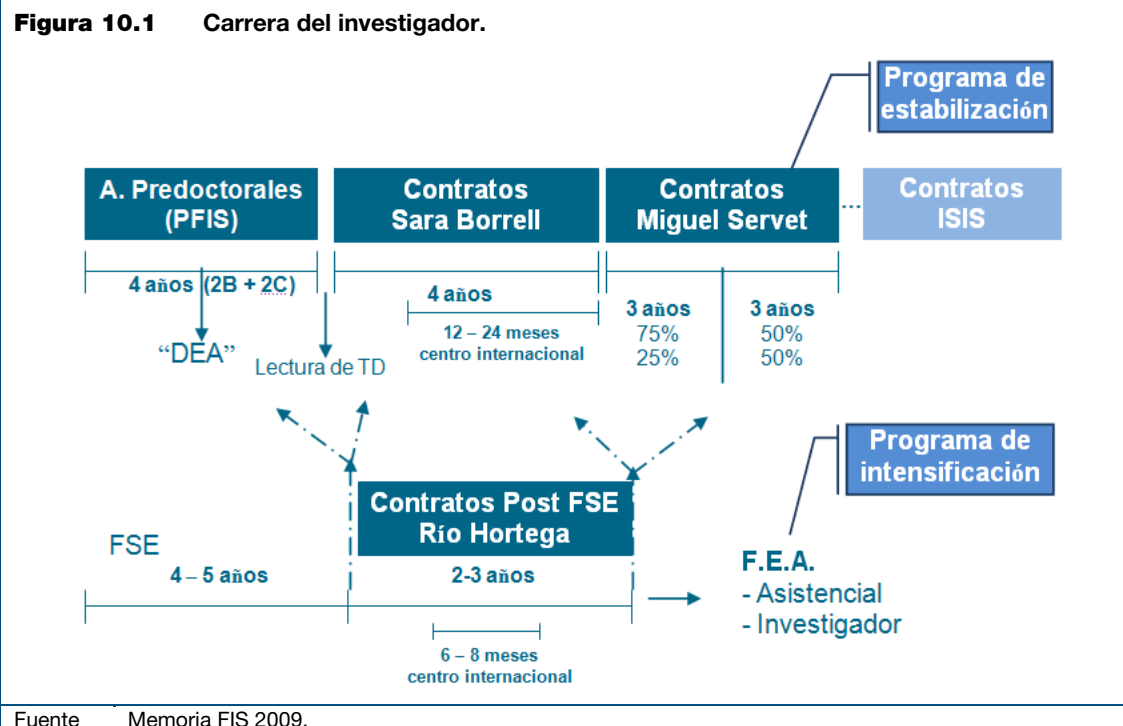 Figura 10.1 Carrera del investigador.
Programa de
estabilización
A. Predoctorales
(PFIS)
Contratos
Sara Borrell
Contratos
Miguel Servet
...
Contratos
ISIS
4 años (2B + 2C)
“DEA”
Lectura de TD
4 años
12 – 24 meses
centro internacional
3 años
75%
25%
3 años
50%
50%
Programa de
intensificación
Contratos Post FSE
Río Hortega
FSE
4 – 5 años
2-3 años
6 – 8 meses
centro internacional
F.E.A.
- Asistencial
- Investigador
Fuente Memoria FIS 2009.